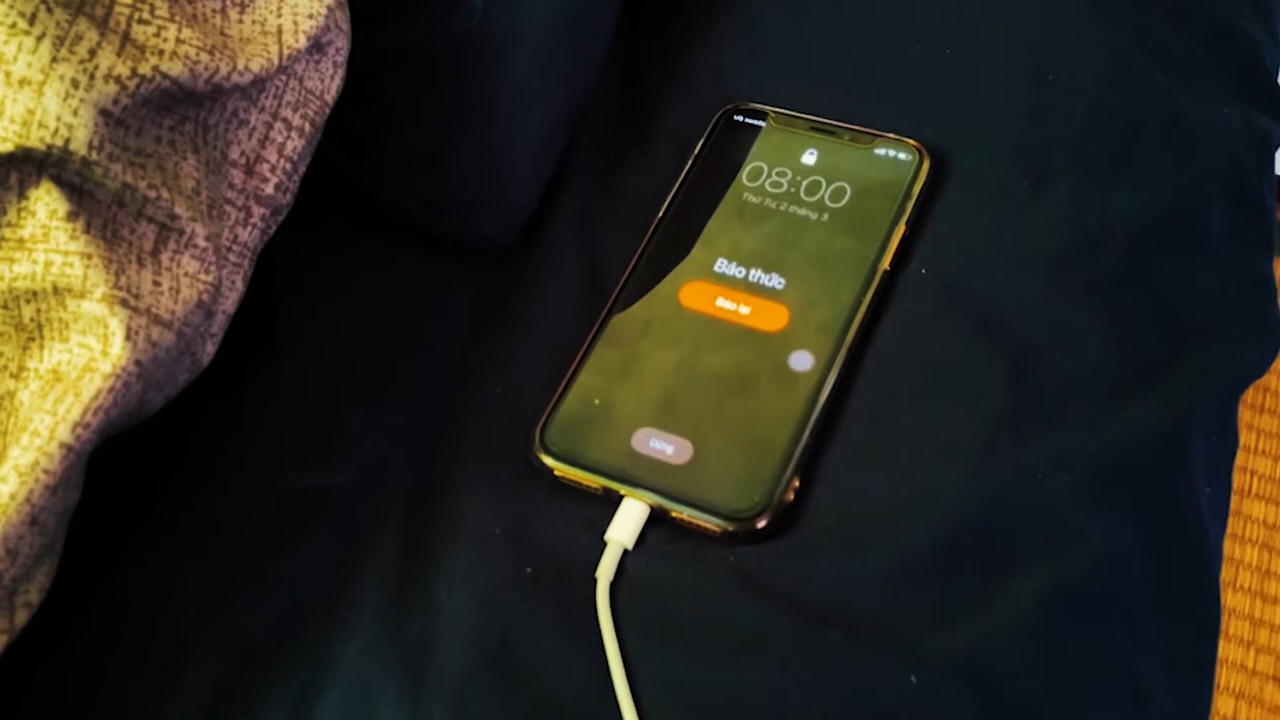 08:00
Thứ Tư, 2 tháng 3
Báo thức
Báo lại
Dừng